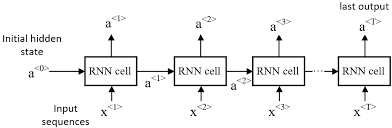 last output
a<1> a<2> a<3> a<T>
Initial hidden
state
a<0> RNN cell a<1> RNN cell a<2> RNN cell ... RNN cell
Input
sequences
x<1> x<2> x<3> x<T>